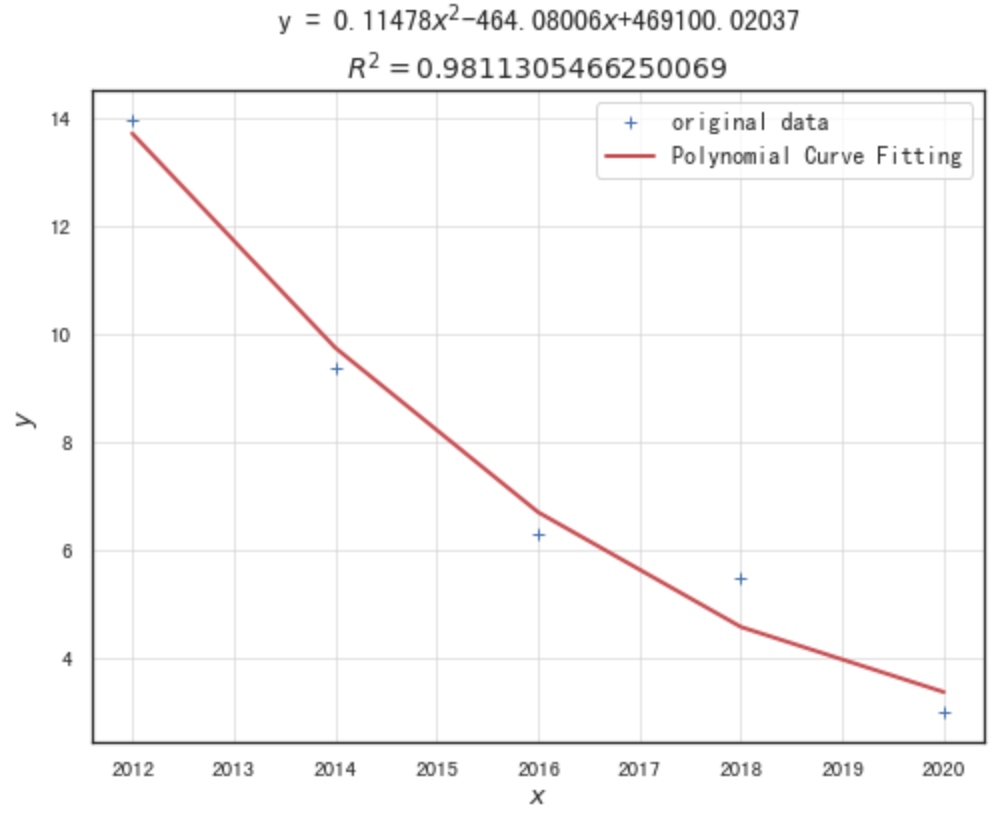 y = 0.11478x²−464.08006x+469100.02037
R² = 0.9811305466250069
original data
Polynomial Curve Fitting
14
12
10
8
6
4
y
2012 2013 2014 2015 2016 2017 2018 2019 2020
x